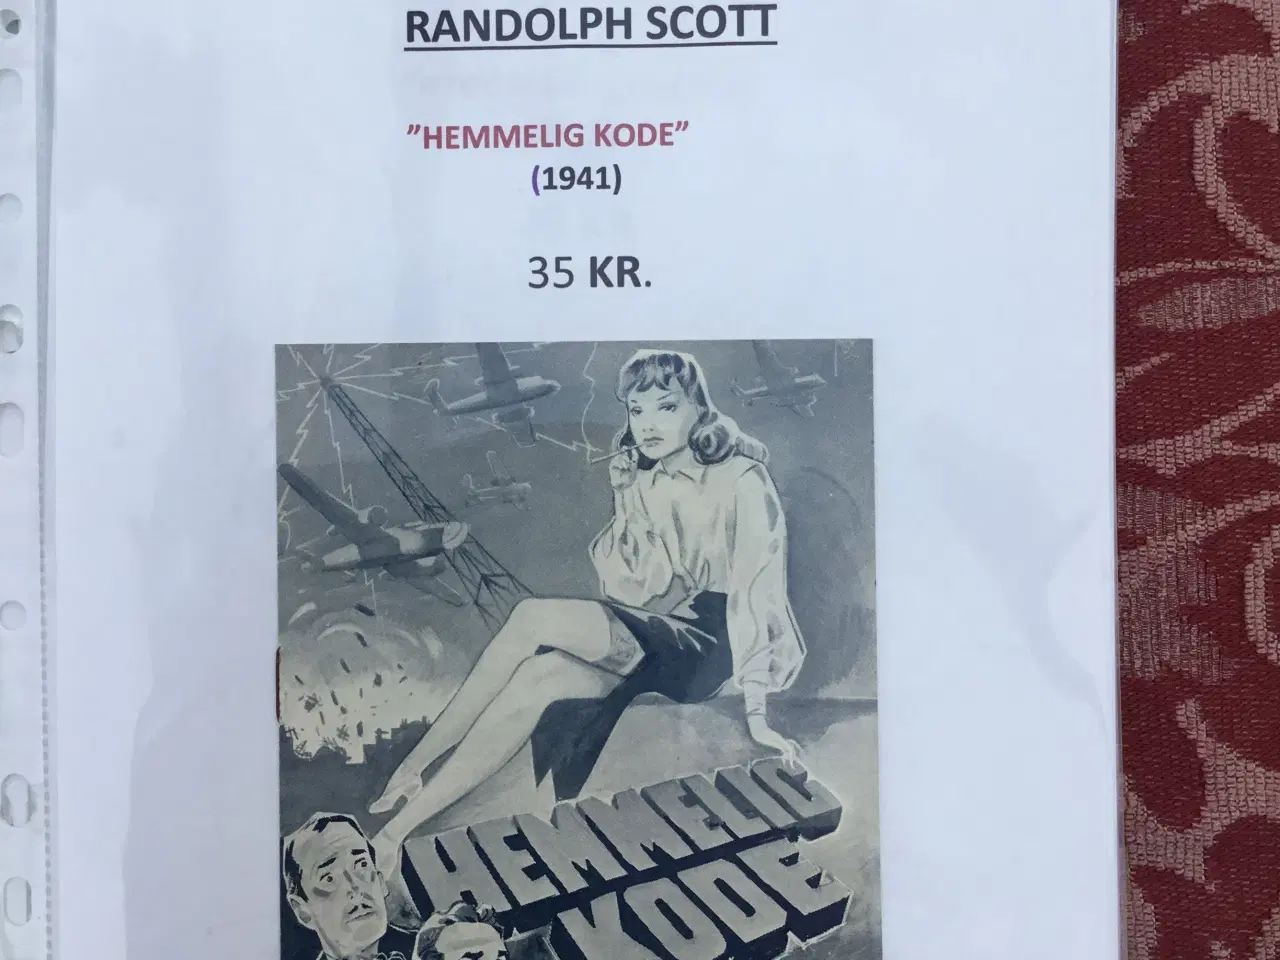 RANDOLPH SCOTT
”HEMMELIG KODE”
(1941)
35 KR.
HEMMELIG
KODE